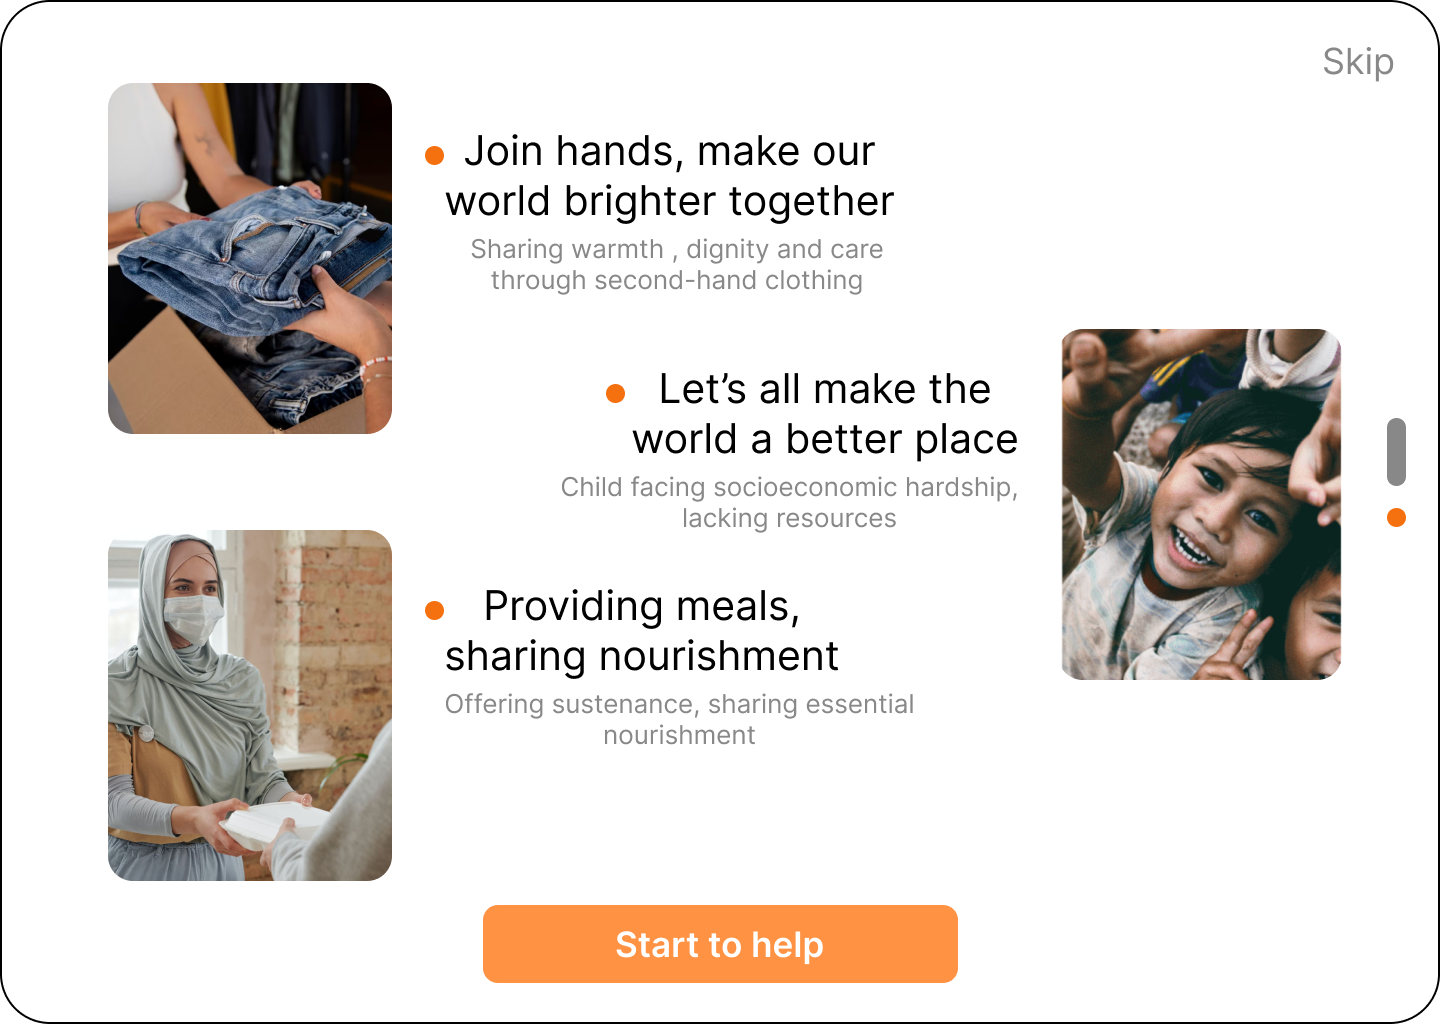 Skip
Join hands, make our
world brighter together
Sharing warmth , dignity and care
through second-hand clothing
Let’s all make the
world a better place
Child facing socioeconomic hardship,
lacking resources
Providing meals,
sharing nourishment
Offering sustenance, sharing essential
nourishment
Start to help